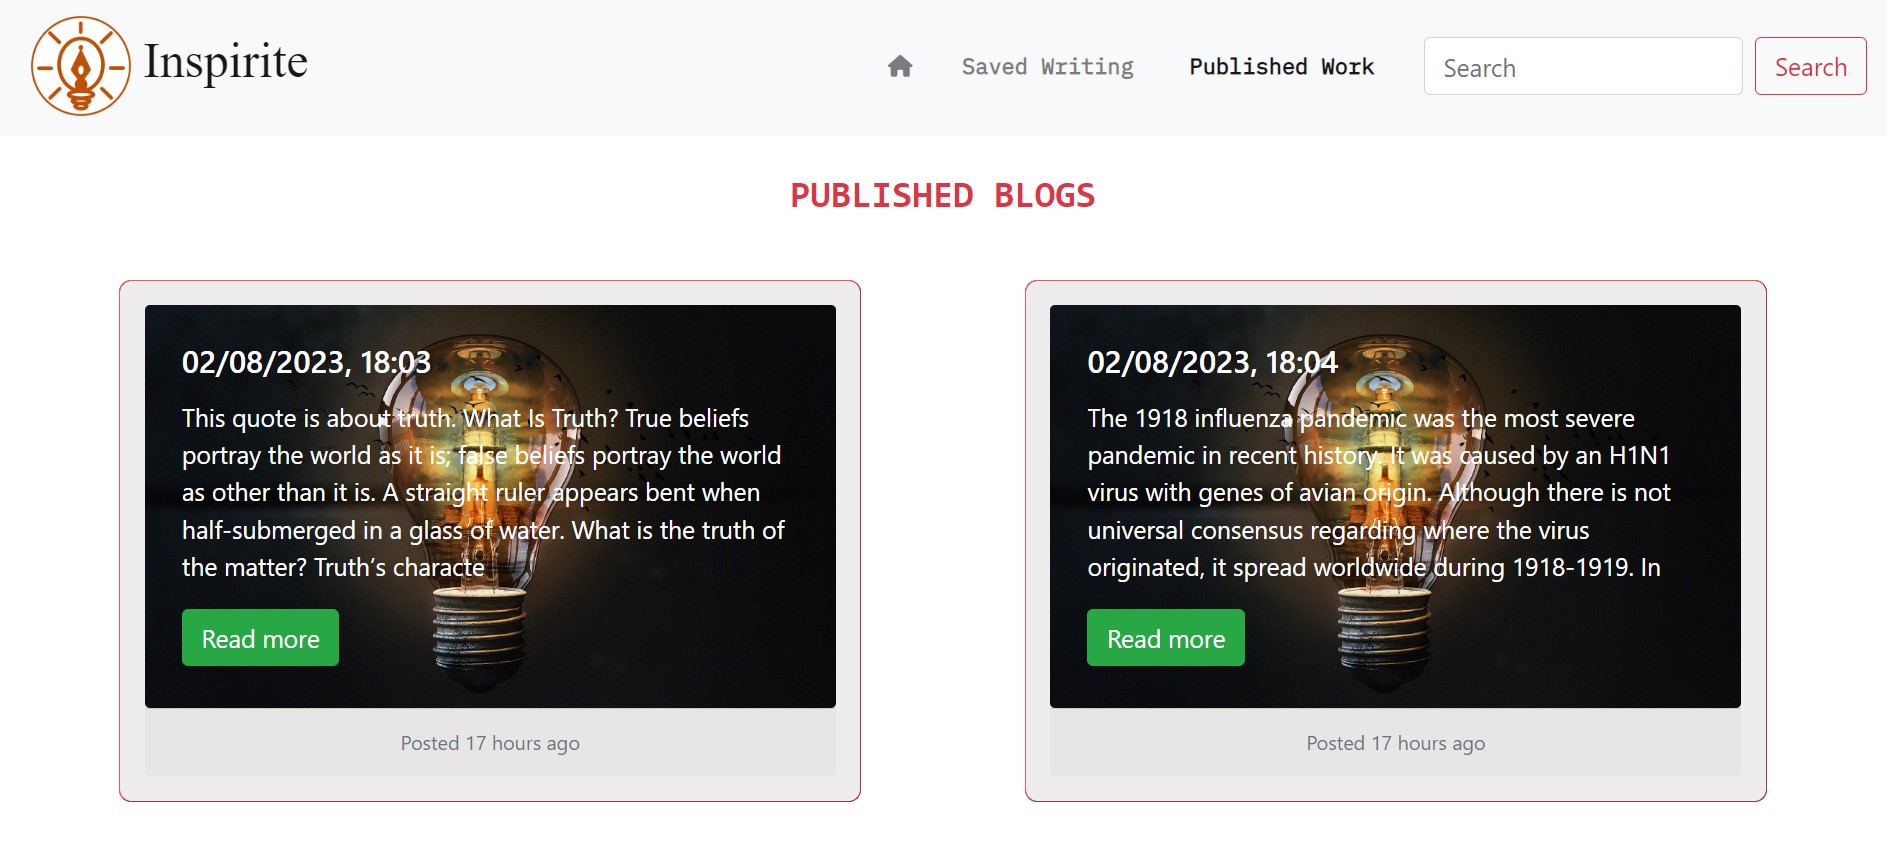 Inspirite
Saved Writing
Published Work
Search
Search
PUBLISHED BLOGS
02/08/2023, 18:03
This quote is about truth. What Is Truth? True beliefs
portray the world as it is; false beliefs portray the world
as other than it is. A straight ruler appears bent when
half-submerged in a glass of water. What is the truth of
the matter? Truth’s characte
Read more
Posted 17 hours ago
02/08/2023, 18:04
The 1918 influenza pandemic was the most severe
pandemic in recent history. It was caused by an H1N1
virus with genes of avian origin. Although there is not
universal consensus regarding where the virus
originated, it spread worldwide during 1918-1919. In
Read more
Posted 17 hours ago